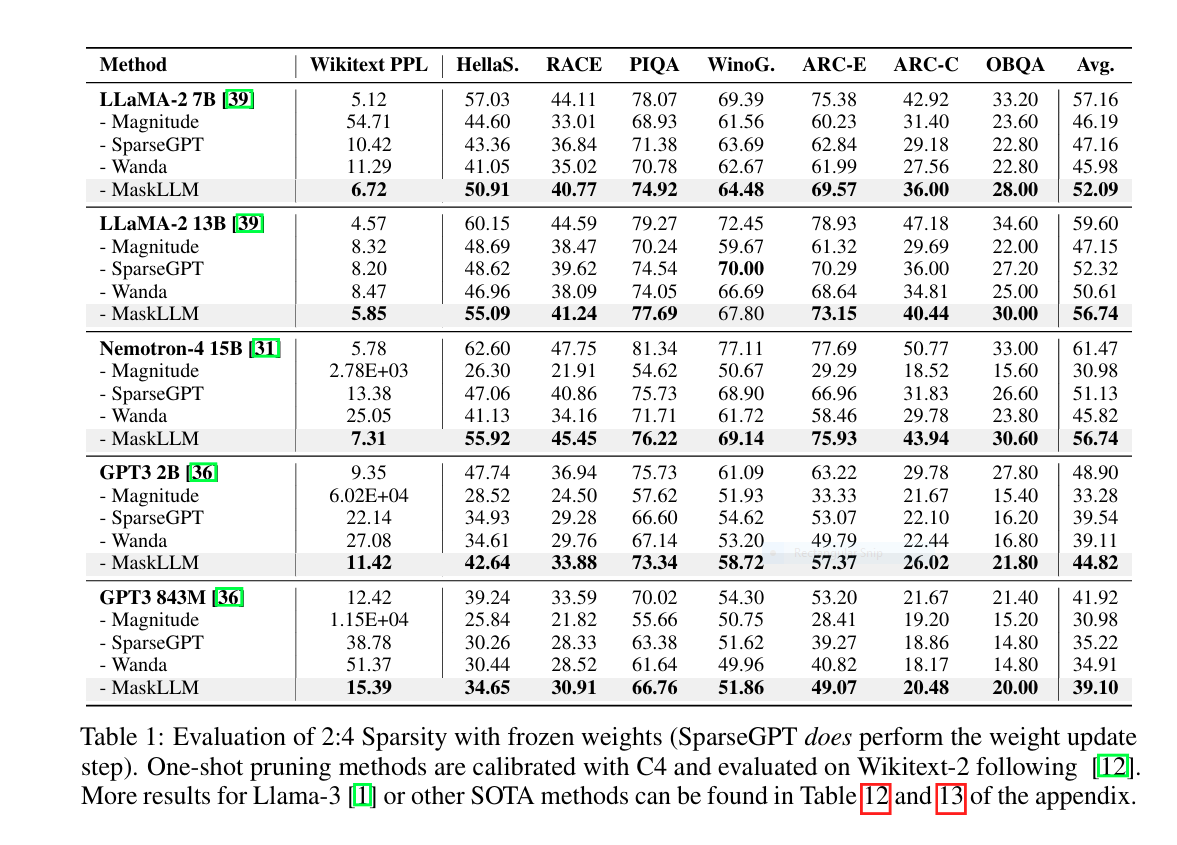 Method Wikitext PPL HellaS. RACE PIQA WinoG. ARC-E ARC-C OBQA Avg.
LLaMA-2 7B [39] 5.12 57.03 44.11 78.07 69.39 75.38 42.92 33.20 57.16
- Magnitude 54.71 44.60 33.01 68.93 61.56 60.23 31.40 23.60 46.19
- SparseGPT 10.42 43.36 36.84 71.38 63.69 62.84 29.18 22.80 47.16
- Wanda 11.29 41.05 35.02 70.78 62.67 61.99 27.56 22.80 45.98
- MaskLLM 6.72 50.91 40.77 74.92 64.48 69.57 36.00 28.00 52.09
LLaMA-2 13B [39] 4.57 60.15 44.59 79.27 72.45 78.93 47.18 34.60 59.60
- Magnitude 8.32 48.69 38.47 70.24 59.67 61.32 29.69 22.00 47.15
- SparseGPT 8.20 48.62 39.62 74.54 70.00 70.29 36.00 27.20 52.32
- Wanda 8.47 46.96 38.09 74.05 66.69 68.64 34.81 25.00 50.61
- MaskLLM 5.85 55.09 41.24 77.69 67.80 73.15 40.44 30.00 56.74
Nemotron-4 15B [31] 5.78 62.60 47.75 81.34 77.11 77.69 50.77 33.00 61.47
- Magnitude 2.78E+03 26.30 21.91 54.62 50.67 29.29 18.52 15.60 30.98
- SparseGPT 13.38 47.06 40.86 75.73 68.90 66.96 31.83 26.60 51.13
- Wanda 25.05 41.13 34.16 71.71 61.72 58.46 29.78 23.80 45.82
- MaskLLM 7.31 55.92 45.45 76.22 69.14 75.93 43.94 30.60 56.74
GPT3 2B [36] 9.35 47.74 36.94 75.73 61.09 63.22 29.78 27.80 48.90
- Magnitude 6.02E+04 28.52 24.50 57.62 51.93 33.33 21.67 15.40 33.28
- SparseGPT 22.14 34.93 29.28 66.60 54.62 53.07 22.10 16.20 39.54
- Wanda 27.08 34.61 29.76 67.14 53.20 49.79 22.44 16.80 39.11
- MaskLLM 11.42 42.64 33.88 73.34 58.72 57.37 26.02 21.80 44.82
GPT3 843M [36] 12.42 39.24 33.59 70.02 54.30 53.20 21.67 21.40 41.92
- Magnitude 1.15E+04 25.84 21.82 55.66 50.75 28.41 19.20 15.20 30.98
- SparseGPT 38.78 30.26 28.33 63.38 51.62 39.27 18.86 14.80 35.22
- Wanda 51.37 30.44 28.52 61.64 49.96 40.82 18.17 14.80 34.91
- MaskLLM 15.39 34.65 30.91 66.76 51.86 49.07 20.48 20.00 39.10
Table 1: Evaluation of 2:4 Sparsity with frozen weights (SparseGPT does perform the weight update
step). One-shot pruning methods are calibrated with C4 and evaluated on Wikitext-2 following [12].
More results for Llama-3 [1] or other SOTA methods can be found in Table 12 and 13 of the appendix.